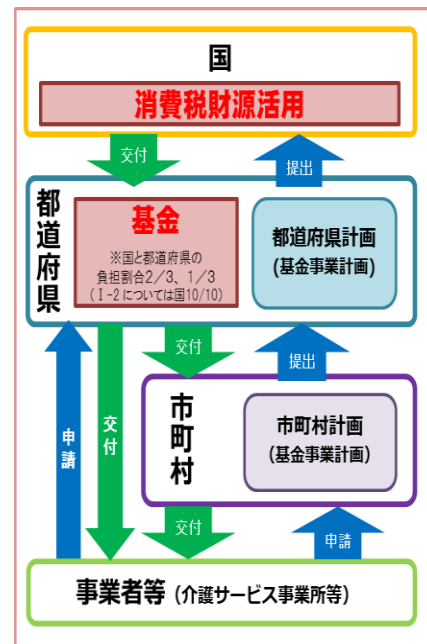 国
消費税財源活用
交付
提出
都道府県
基金
※国と都道府県の
負担割合2/3、1/3
(Ⅰ-2については国10/10)
都道府県計画
(基金事業計画)
交付
提出
申請
交付
市町村
市町村計画
(基金事業計画)
交付
申請
事業者等 (介護サービス事業所等)